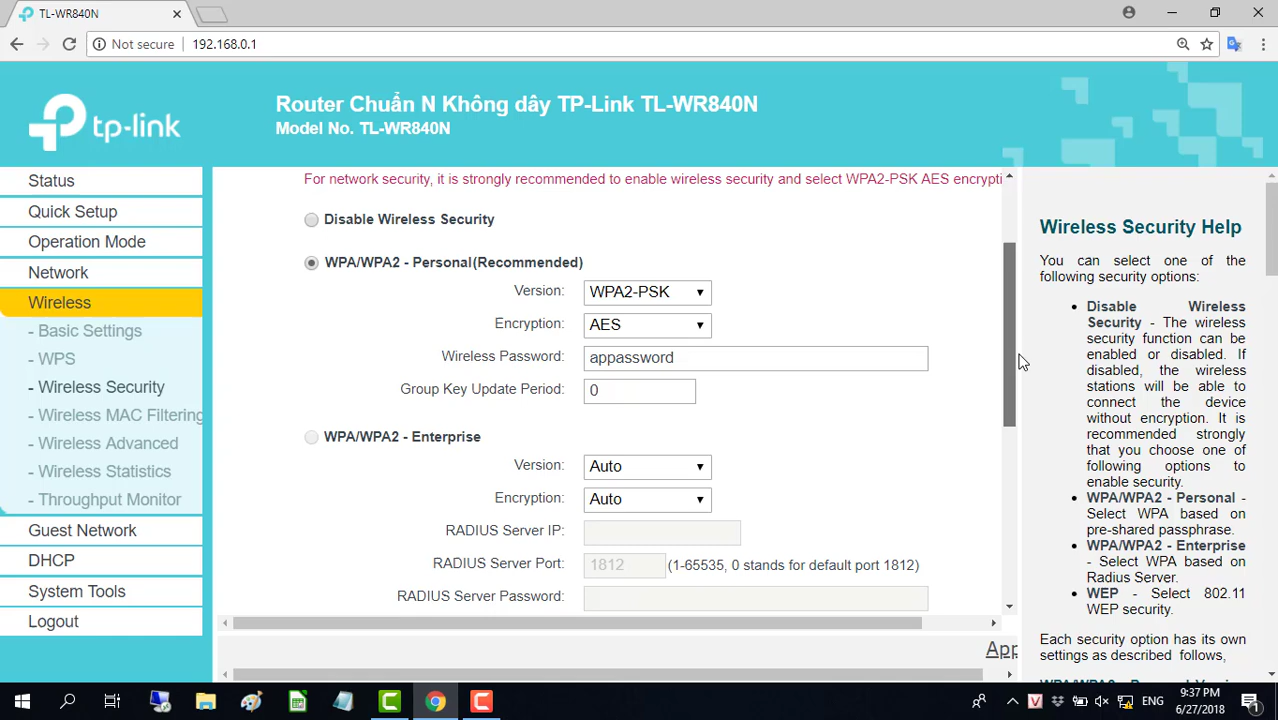 TL-WR840N
Not secure
192.168.0.1
tp-link
Router Chuẩn N Không dây TP-Link TL-WR840N
Model No. TL-WR840N
Status
Quick Setup
Operation Mode
Network
Wireless
- Basic Settings
- WPS
- Wireless Security
- Wireless MAC Filtering
- Wireless Advanced
- Wireless Statistics
- Throughput Monitor
Guest Network
DHCP
System Tools
Logout
For network security, it is strongly recommended to enable wireless security and select WPA2-PSK AES encrypti
Disable Wireless Security
WPA/WPA2 - Personal(Recommended)
Version: WPA2-PSK
Encryption: AES
Wireless Password: appassword
Group Key Update Period: 0
WPA/WPA2 - Enterprise
Version: Auto
Encryption: Auto
RADIUS Server IP:
RADIUS Server Port: 1812 (1-65535, 0 stands for default port 1812)
RADIUS Server Password:
App
Wireless Security Help
You can select one of the
following security options:
Disable Wireless
Security - The wireless
security function can be
enabled or disabled. If
disabled, the wireless
stations will be able to
connect the device
without encryption. It is
recommended strongly
that you choose one of
following options to
enable security.
WPA/WPA2 - Personal -
Select WPA based on
pre-shared passphrase.
WPA/WPA2 - Enterprise
- Select WPA based on
Radius Server.
WEP - Select 802.11
WEP security.
Each security option has its own
settings as described follows,
ENG
9:37 PM
6/27/2018
1